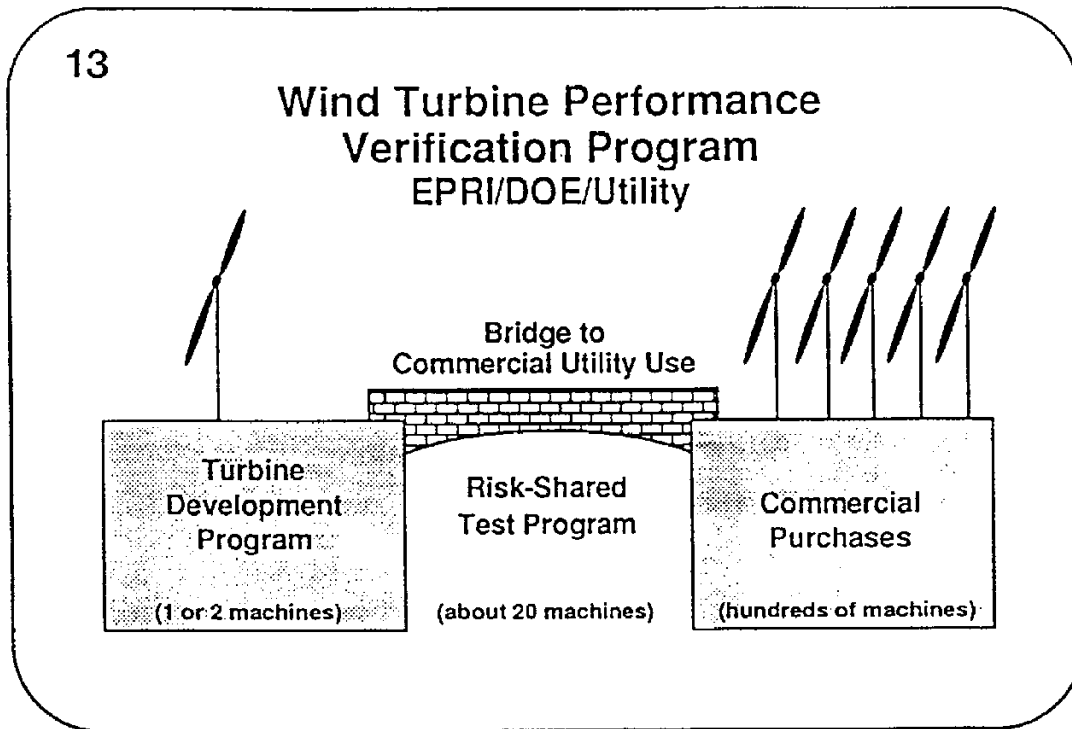 13
Wind Turbine Performance
Verification Program
EPRI/DOE/Utility
Bridge to
Commercial Utility Use
Turbine
Development
Program
(1 or 2 machines)
Risk-Shared
Test Program
(about 20 machines)
Commercial
Purchases
(hundreds of machines)